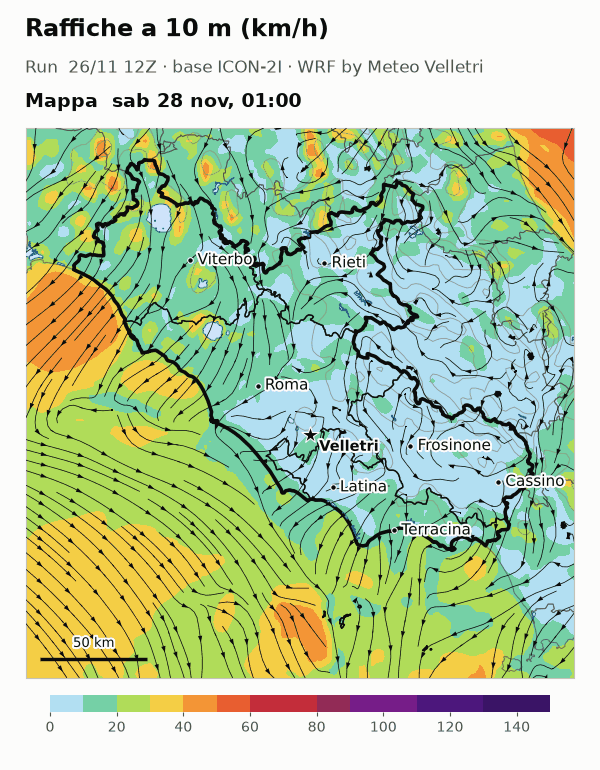 Raffiche a 10 m (km/h)
Run  26/11 12Z · base ICON-2I · WRF by Meteo Velletri
Mappa  sab 28 nov, 01:00
Viterbo
Rieti
Roma
Velletri
Frosinone
Latina
Cassino
Terracina
50 km
0 20 40 60 80 100 120 140